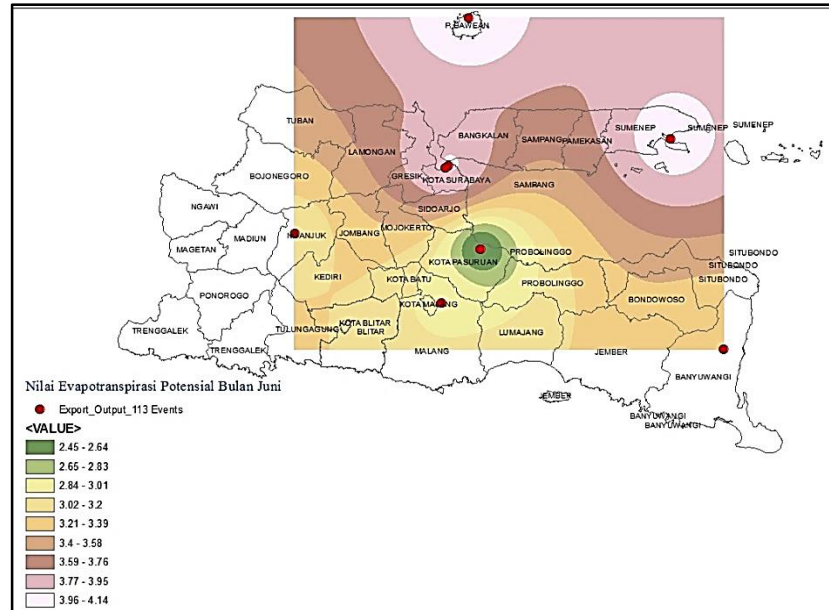 P. BAWEAN
TUBAN
LAMONGAN
BANGKALAN
SAMPANG
PAMEKASAN
SUMENEP
SUMENEP
SUMENEP
BOJONEGORO
GRESIK
KOTA SURABAYA
SAMPANG
NGAWI
SIDOARJO
MADIUN
NGANJUK
JOMBANG
MOJOKERTO
MAGETAN
KOTA PASURUAN
PROBOLINGGO
SITUBONDO
SITUBONDO
SITUBONDO
KEDIRI
KOTA BATU
PROBOLINGGO
PONOROGO
KOTA MALANG
BONDOWOSO
TRENGGALEK
TULUNGAGUNG
KOTA BLITAR
BLITAR
LUMAJANG
TRENGGALEK
MALANG
JEMBER
BANYUWANGI
JEMBER
BANYUWANGI
BANYUWANGI
Nilai Evapotranspirasi Potensial Bulan Juni
Export_Output_113 Events
<VALUE>
2.45 - 2.64
2.65 - 2.83
2.84 - 3.01
3.02 - 3.2
3.21 - 3.39
3.4 - 3.58
3.59 - 3.76
3.77 - 3.95
3.96 - 4.14